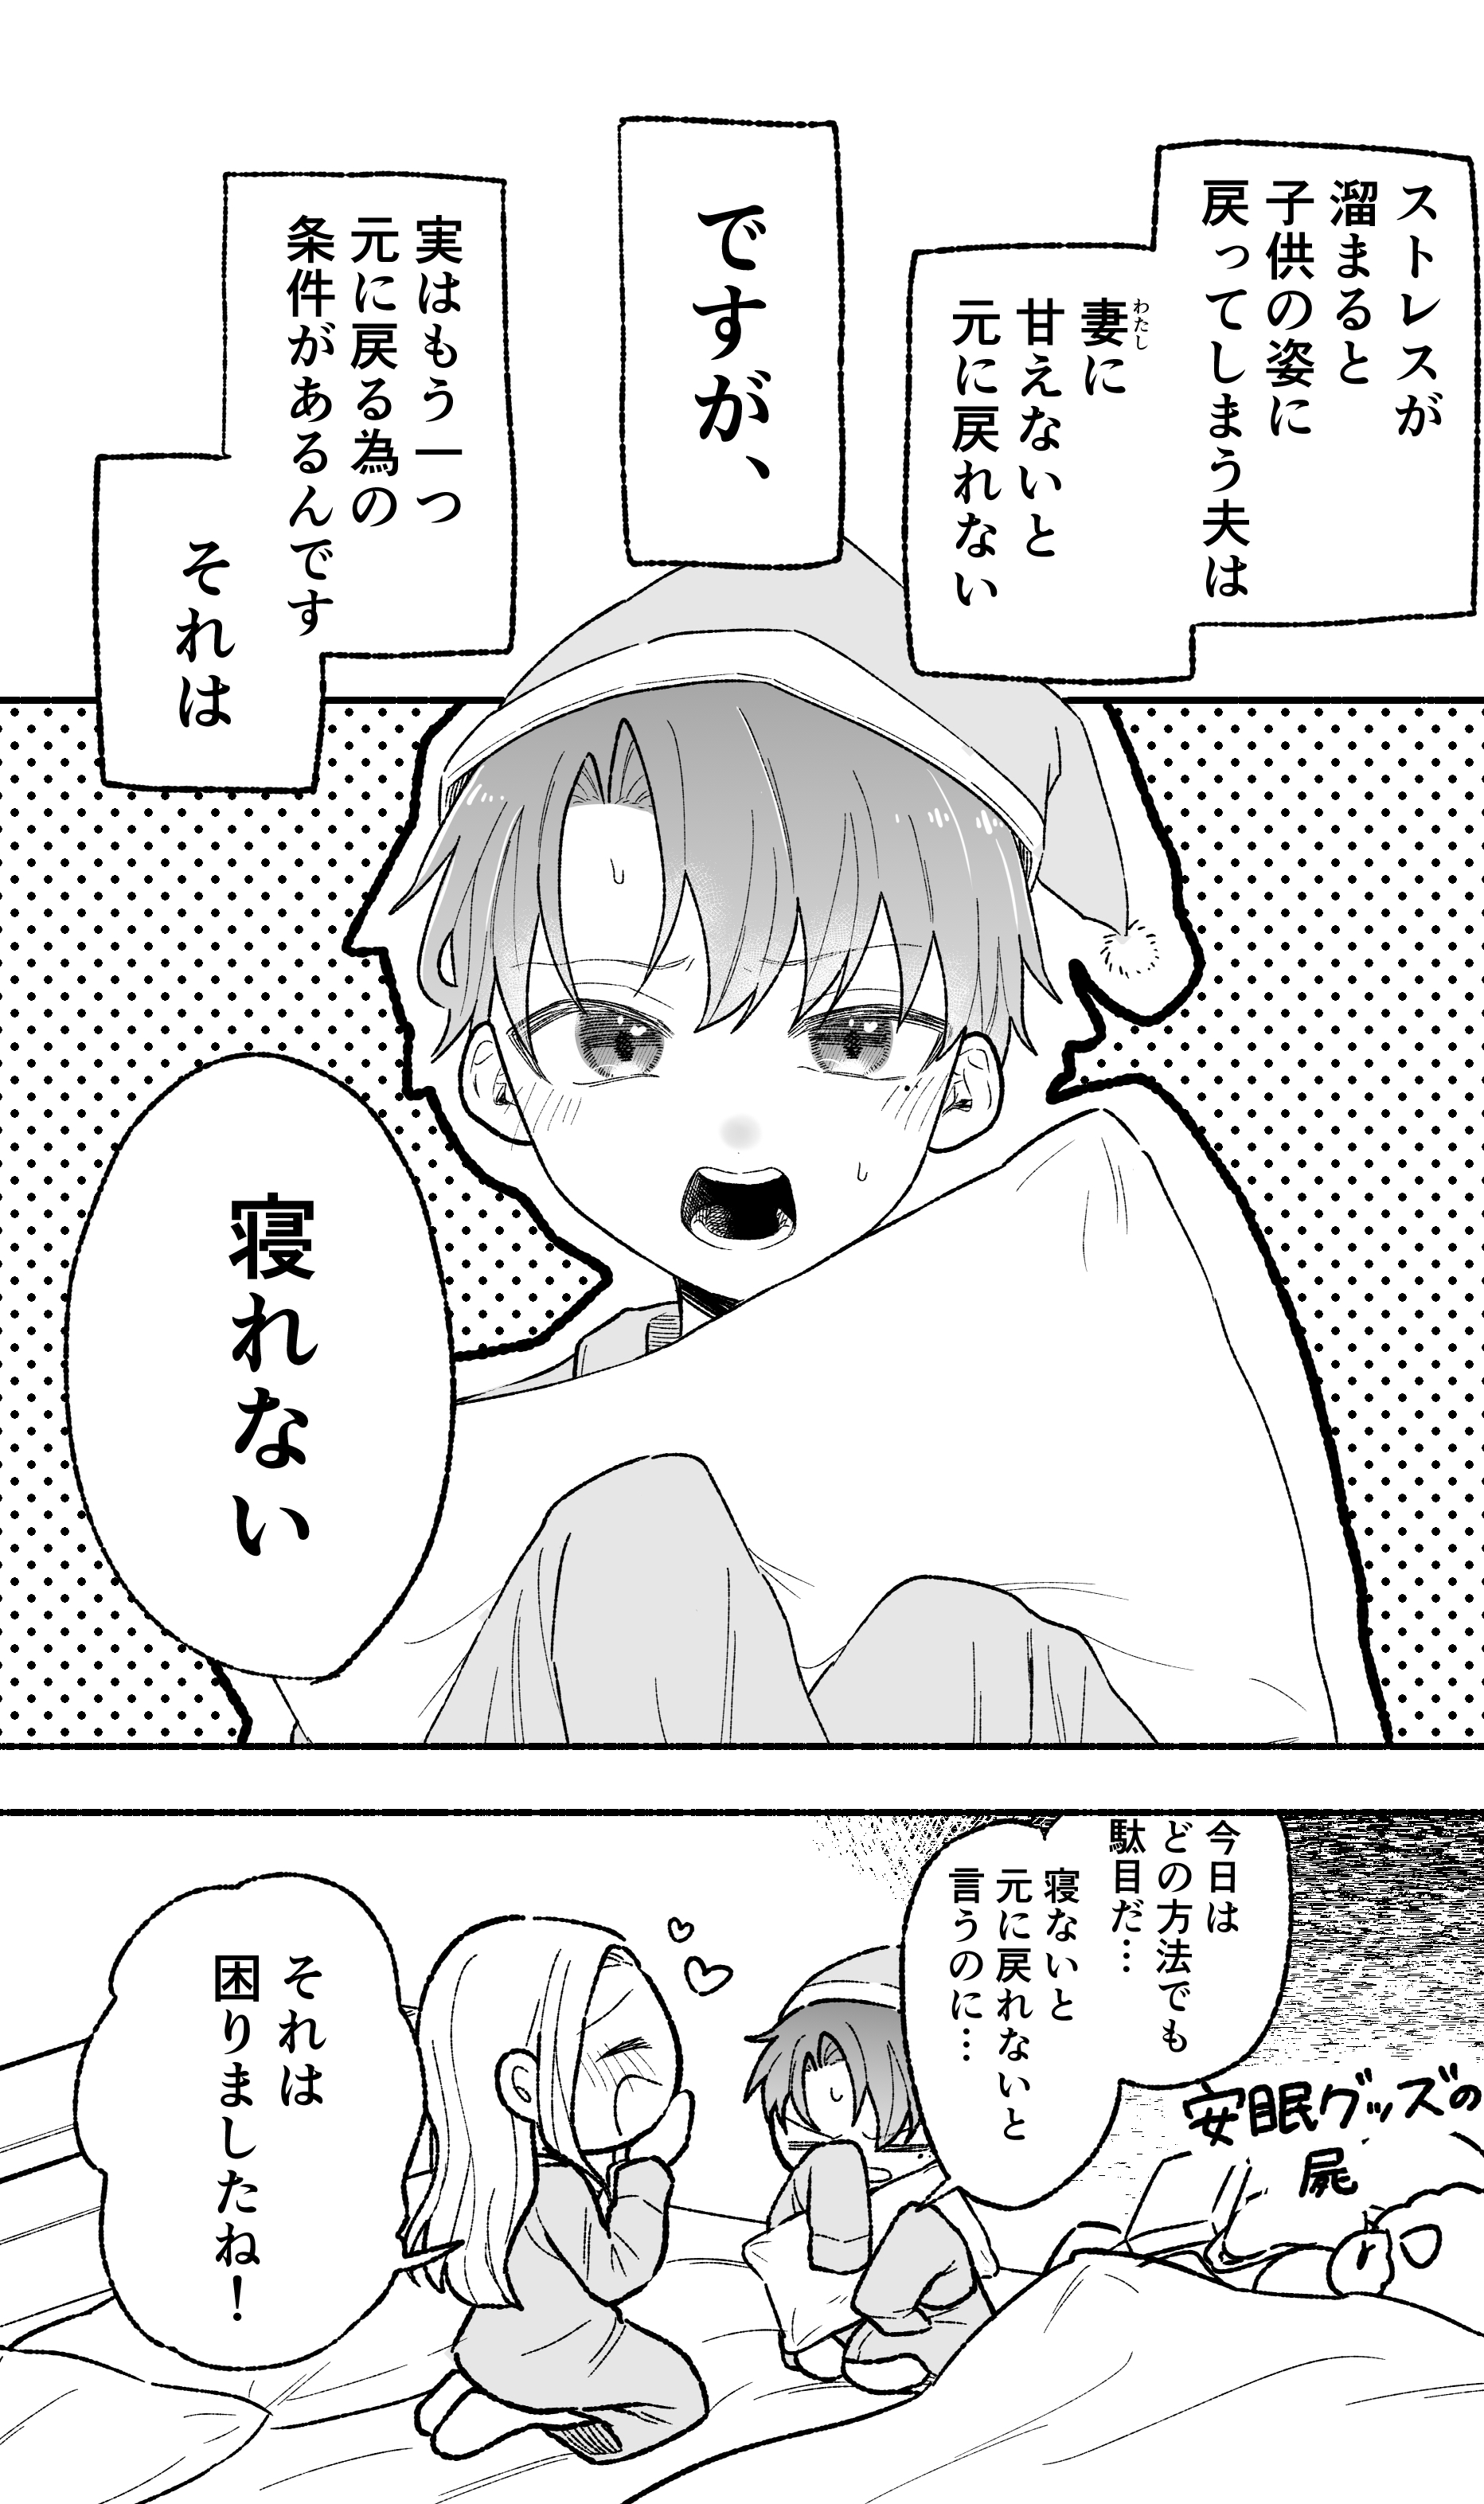 ストレスが
溜まると
子供の姿に
戻ってしまう夫は
妻に
わたし
甘えないと
元に戻れない
ですが、
実はもう一つ
元に戻る為の
条件があるんです
それは
寝れない
今日は
どの方法でも
駄目だ…
寝ないと
元に戻れないと
言うのに…
安眠グッズの
屍
それは
困りましたね！